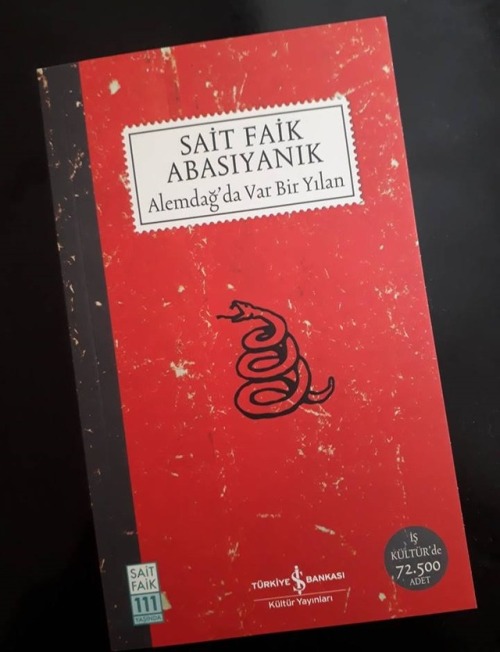 SAİT FAİK
ABASIYANIK
Alemdağ'da Var Bir Yılan
İŞ
KÜLTÜR'de
72.500
ADET
SAİT
FAİK
111
YAŞINDA
TÜRKİYE İŞ BANKASI
Kültür Yayınları